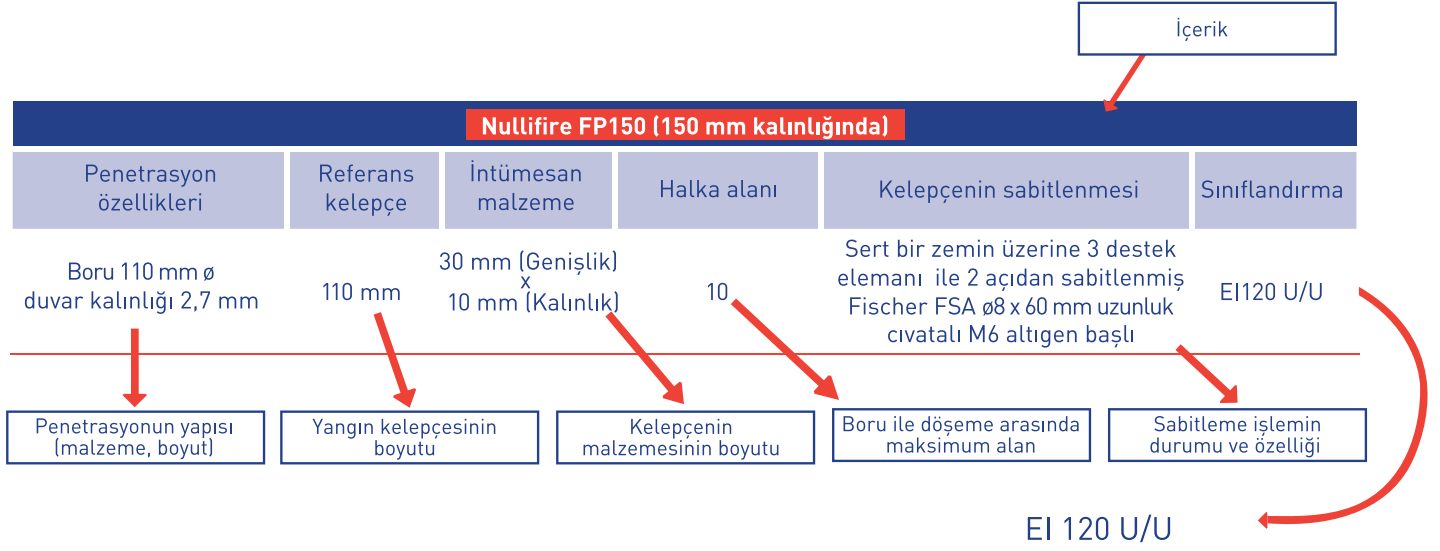 İçerik
Nullifire FP150 (150 mm kalınlığında)
Penetrasyon
özellikleri
Referans
kelepçe
İntümesan
malzeme
Halka alanı
Kelepçenin sabitlenmesi
Sınıflandırma
Boru 110 mm ø
duvar kalınlığı 2,7 mm
110 mm
30 mm (Genişlik)
x
10 mm (Kalınlık)
10
Sert bir zemin üzerine 3 destek
elemanı ile 2 açıdan sabitlenmiş
Fischer FSA ø8 x 60 mm uzunluk
cıvatalı M6 altıgen başlı
EI120 U/U
Penetrasyonun yapısı
(malzeme, boyut)
Yangın kelepçesinin
boyutu
Kelepçenin
malzemesinin boyutu
Boru ile döşeme arasında
maksimum alan
Sabitleme işlemin
durumu ve özelliği
EI 120 U/U